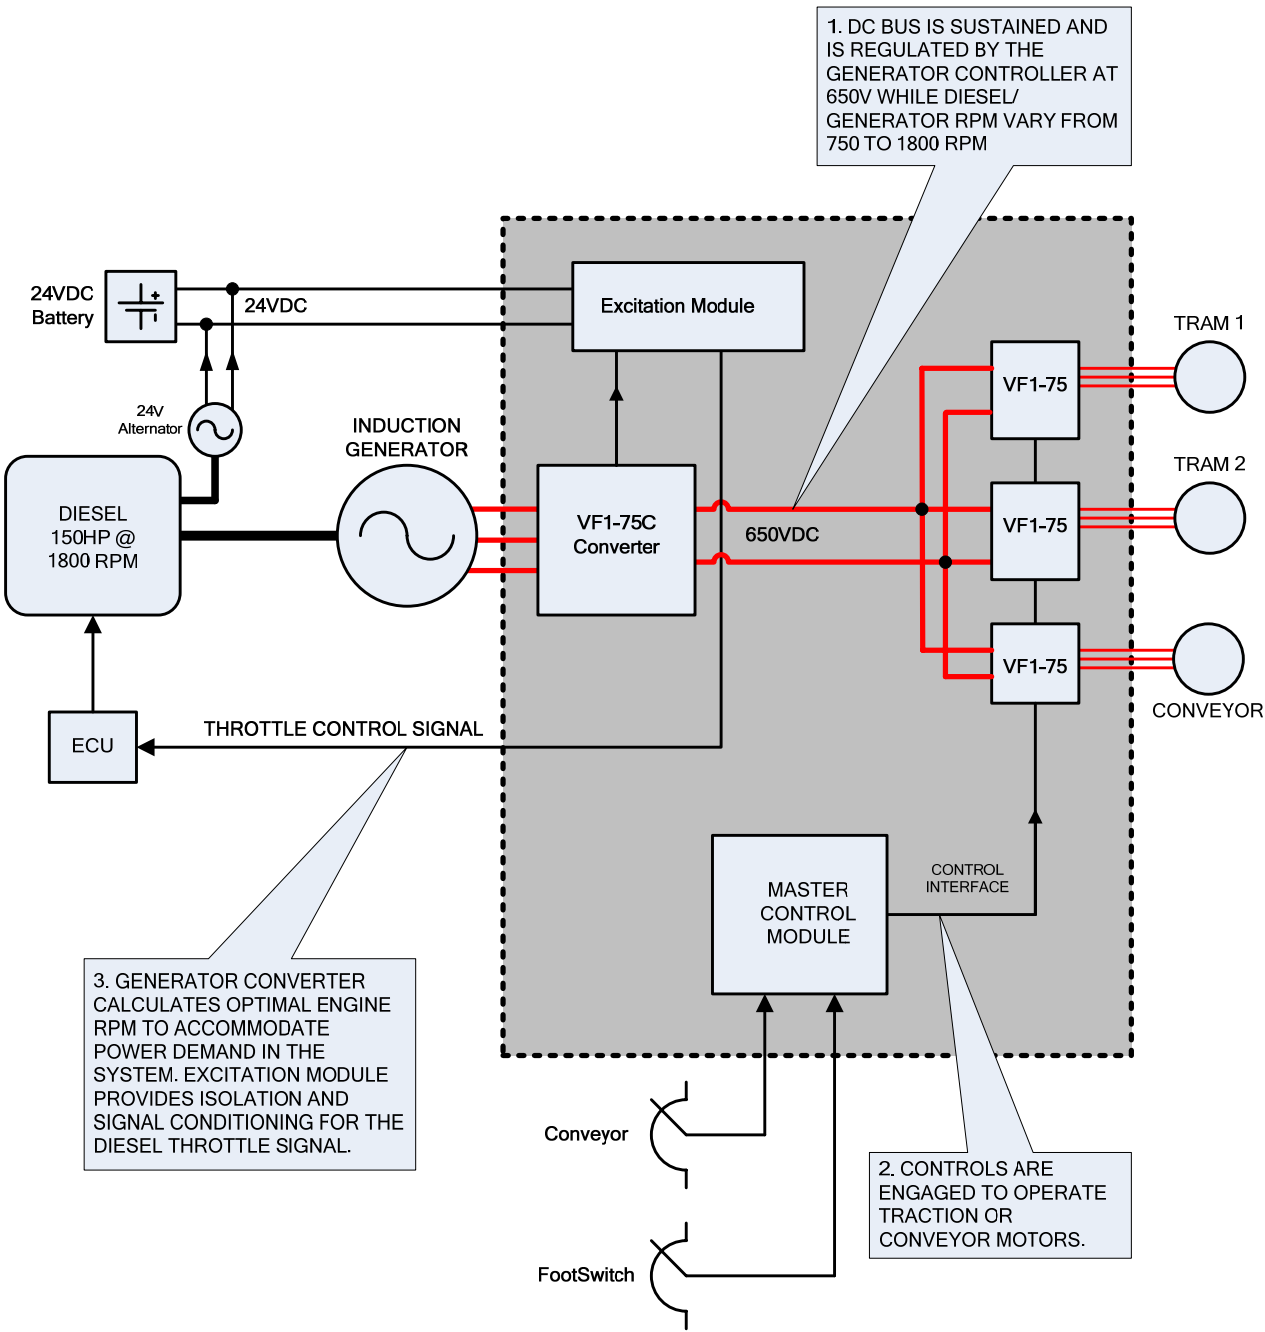 1. DC BUS IS SUSTAINED AND
IS REGULATED BY THE
GENERATOR CONTROLLER AT
650V WHILE DIESEL/
GENERATOR RPM VARY FROM
750 TO 1800 RPM
24VDC
Battery
24VDC
Excitation Module
TRAM 1
VF1-75
24V
Alternator
INDUCTION
GENERATOR
TRAM 2
DIESEL
150HP @
1800 RPM
VF1-75C
Converter
650VDC
VF1-75
VF1-75
CONVEYOR
THROTTLE CONTROL SIGNAL
ECU
MASTER
CONTROL
MODULE
CONTROL
INTERFACE
3. GENERATOR CONVERTER
CALCULATES OPTIMAL ENGINE
RPM TO ACCOMMODATE
POWER DEMAND IN THE
SYSTEM. EXCITATION MODULE
PROVIDES ISOLATION AND
SIGNAL CONDITIONING FOR THE
DIESEL THROTTLE SIGNAL.
Conveyor
2. CONTROLS ARE
ENGAGED TO OPERATE
TRACTION OR
CONVEYOR MOTORS.
FootSwitch